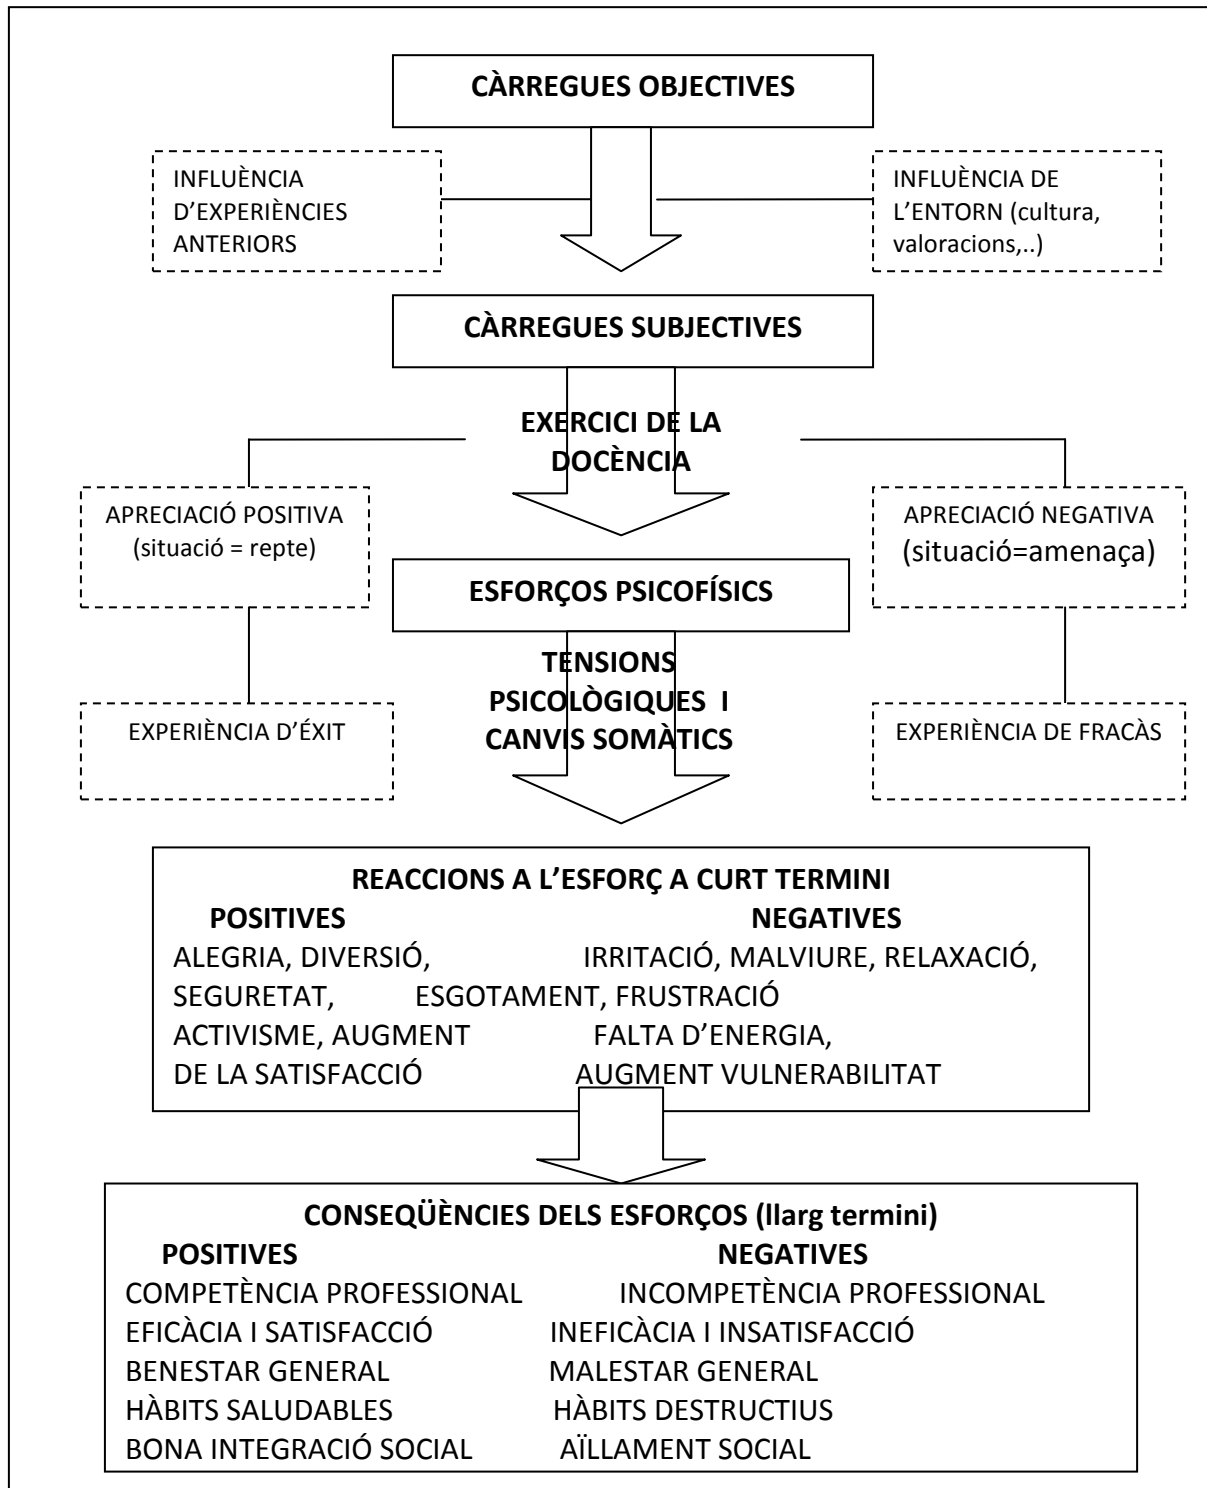 CÀRREGUES OBJECTIVES
INFLUÈNCIA
D'EXPERIÈNCIES
ANTERIORS
INFLUÈNCIA DE
L'ENTORN (cultura,
valoracions,..)
CÀRREGUES SUBJECTIVES
EXERCICI DE LA
DOCÈNCIA
APRECIACIÓ POSITIVA
(situació = repte)
APRECIACIÓ NEGATIVA
(situació=amenaça)
ESFORÇOS PSICOFÍSICS
TENSIONS
PSICOLÒGIQUES I
CANVIS SOMÀTICS
EXPERIÈNCIA D'ÉXIT
EXPERIÈNCIA DE FRACÀS
REACCIONS A L'ESFORÇ A CURT TERMINI
POSITIVES NEGATIVES
ALEGRIA, DIVERSIÓ, IRRITACIÓ, MALVIURE, RELAXACIÓ,
SEGURETAT, ESGOTAMENT, FRUSTRACIÓ
ACTIVISME, AUGMENT FALTA D'ENERGIA,
DE LA SATISFACCIÓ AUGMENT VULNERABILITAT
CONSEQÜÈNCIES DELS ESFORÇOS (llarg termini)
POSITIVES NEGATIVES
COMPETÈNCIA PROFESSIONAL INCOMPETÈNCIA PROFESSIONAL
EFICÀCIA I SATISFACCIÓ INEFICÀCIA I INSATISFACCIÓ
BENESTAR GENERAL MALESTAR GENERAL
HÀBITS SALUDABLES HÀBITS DESTRUCTIUS
BONA INTEGRACIÓ SOCIAL AÏLLAMENT SOCIAL